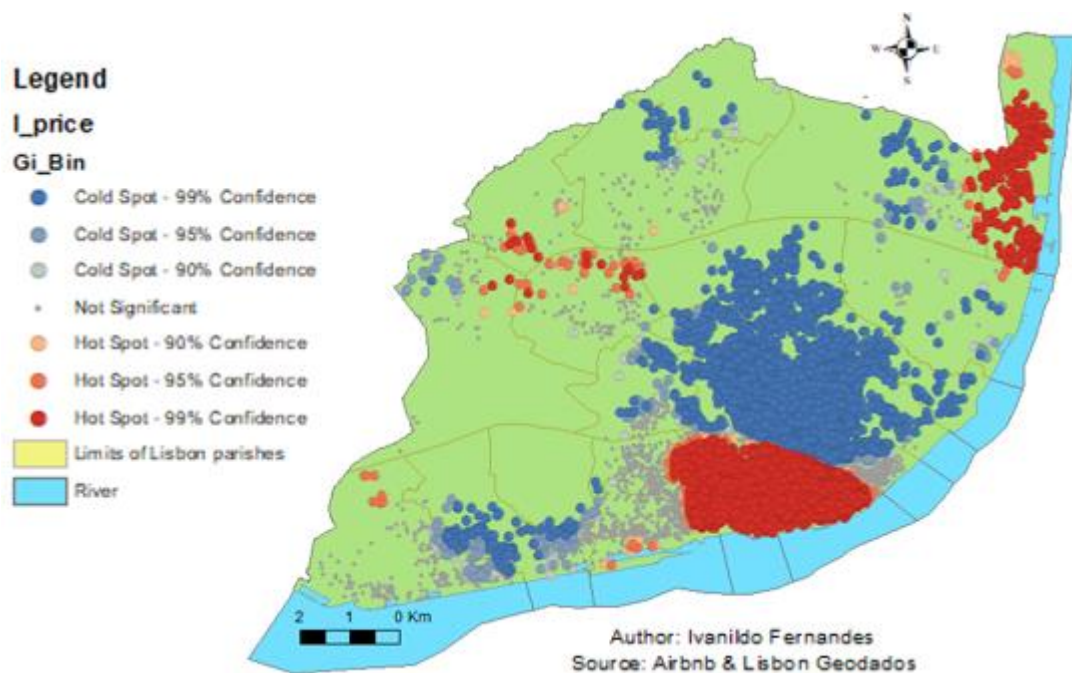 N
W E
S
Legend
l_price
Gi_Bin
Cold Spot - 99% Confidence
Cold Spot - 95% Confidence
Cold Spot - 90% Confidence
Not Significant
Hot Spot - 90% Confidence
Hot Spot - 95% Confidence
Hot Spot - 99% Confidence
Limits of Lisbon parishes
River
2 1 0 Km
Author: Ivanildo Fernandes
Source: Airbnb & Lisbon Geodados